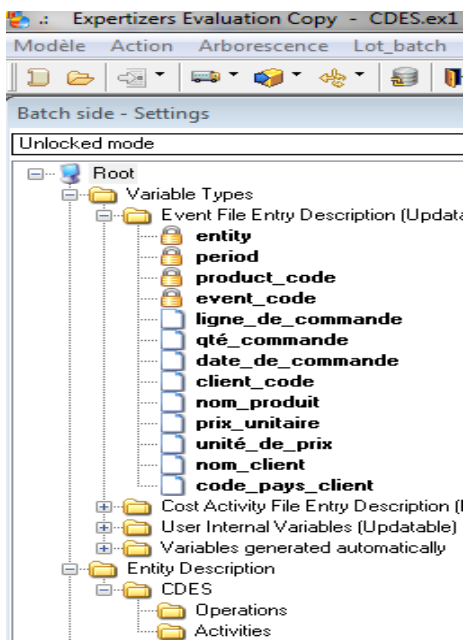 .: Expertizers Evaluation Copy - CDES.ex1
Modèle Action Arborescence Lot_batch
Batch side - Settings
Unlocked mode
Root
Variable Types
Event File Entry Description (Updata
entity
period
product_code
event_code
ligne_de_commande
qté_commande
date_de_commande
client_code
nom_produit
prix_unitaire
unité_de_prix
nom_client
code_pays_client
Cost Activity File Entry Description (
User Internal Variables (Updatable)
Variables generated automatically
Entity Description
CDES
Operations
Activities